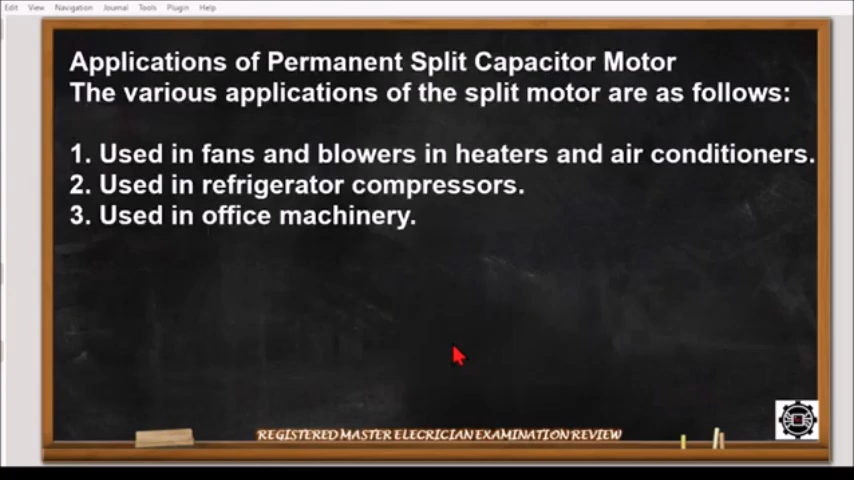 Edit View Navigation Journal Tools Plugin Help
Applications of Permanent Split Capacitor Motor
The various applications of the split motor are as follows:
1. Used in fans and blowers in heaters and air conditioners.
2. Used in refrigerator compressors.
3. Used in office machinery.
REGISTERED MASTER ELECRICIAN EXAMINATION REVIEW